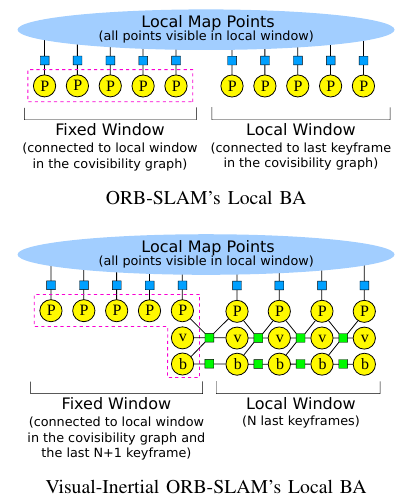 Local Map Points
(all points visible in local window)
P P P P P P P P P P
Fixed Window Local Window
(connected to local window (connected to last keyframe
in the covisibility graph) in the covisibility graph)
ORB-SLAM's Local BA
Local Map Points
(all points visible in local window)
P P P P P P P P P
v v v v v
b b b b b
Fixed Window Local Window
(connected to local window (N last keyframes)
in the covisibility graph and
the last N+1 keyframe)
Visual-Inertial ORB-SLAM's Local BA